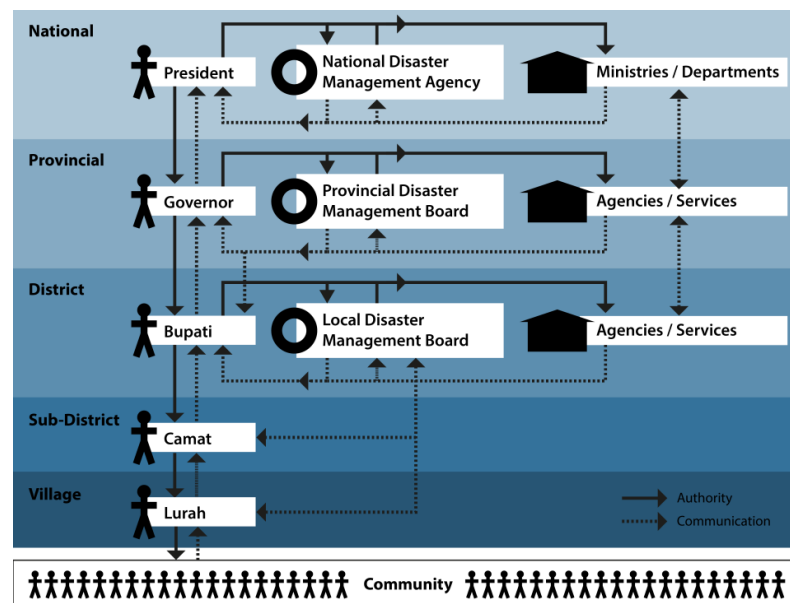 National
President
National Disaster
Management Agency
Ministries / Departments
Provincial
Governor
Provincial Disaster
Management Board
Agencies / Services
District
Bupati
Local Disaster
Management Board
Agencies / Services
Sub-District
Camat
Village
Lurah
Authority
Communication
Community